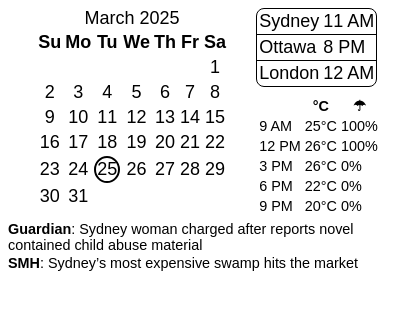 March 2025
Su Mo Tu We Th Fr Sa
1
2 3 4 5 6 7 8
9 10 11 12 13 14 15
16 17 18 19 20 21 22
23 24 25 26 27 28 29
30 31
Sydney 11 AM
Ottawa 8 PM
London 12 AM
°C ☂
9 AM 25°C 100%
12 PM 26°C 100%
3 PM 26°C 0%
6 PM 22°C 0%
9 PM 20°C 0%
Guardian: Sydney woman charged after reports novel
contained child abuse material
SMH: Sydney’s most expensive swamp hits the market